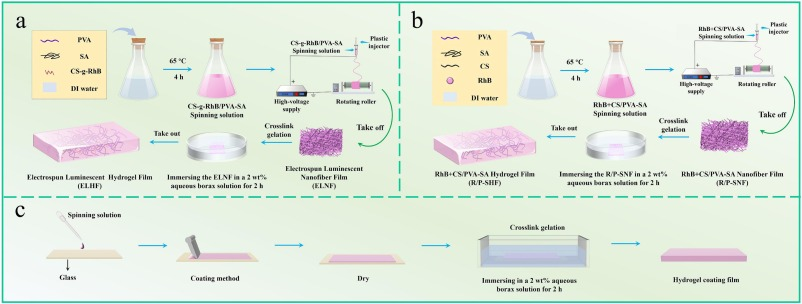 a
PVA
SA
CS-g-RhB
DI water
65 °C
4 h
CS-g-RhB/PVA-SA
Spinning solution
CS-g-RhB/PVA-SA
Spinning solution
Plastic
injector
High-voltage
supply
Rotating roller
Take off
Crosslink
gelation
Take out
Electrospun Luminescent Hydrogel Film
(ELHF)
Immersing the ELNF in a 2 wt%
aqueous borax solution for 2 h
Electrospun Luminescent
Nanofiber Film
(ELNF)
b
PVA
SA
CS
RhB
DI water
65 °C
4 h
RhB+CS/PVA-SA
Spinning solution
RhB+CS/PVA-SA
Spinning solution
Plastic
injector
High-voltage
supply
Rotating roller
Take off
Crosslink
gelation
Take out
RhB+CS/PVA-SA Hydrogel Film
(R/P-SHF)
Immersing the R/P-SNF in a 2 wt%
aqueous borax solution for 2 h
RhB+CS/PVA-SA Nanofiber Film
(R/P-SNF)
c
Spinning solution
Glass
Coating method
Dry
Crosslink gelation
Immersing in a 2 wt% aqueous
borax solution for 2 h
Hydrogel coating film